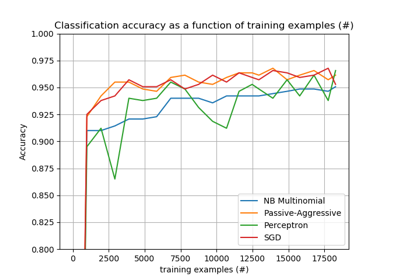 Classification accuracy as a function of training examples (#)
1.000
0.975
0.950
0.925
0.900
0.875
0.850
0.825
0.800
Accuracy
NB Multinomial
Passive-Aggressive
Perceptron
SGD
0 2500 5000 7500 10000 12500 15000 17500
training examples (#)